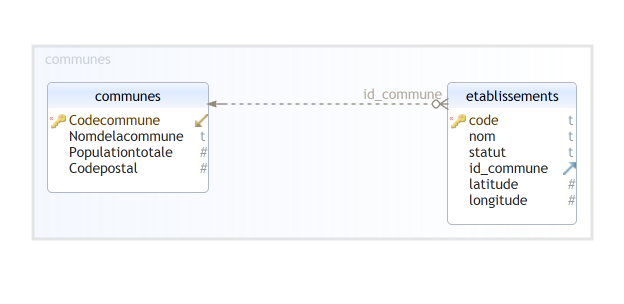 communes
communes
Codecommune
Nomdelacommune t
Populationtotale #
Codepostal #
id_commune
etablissements
code t
nom t
statut t
id_commune
latitude #
longitude #